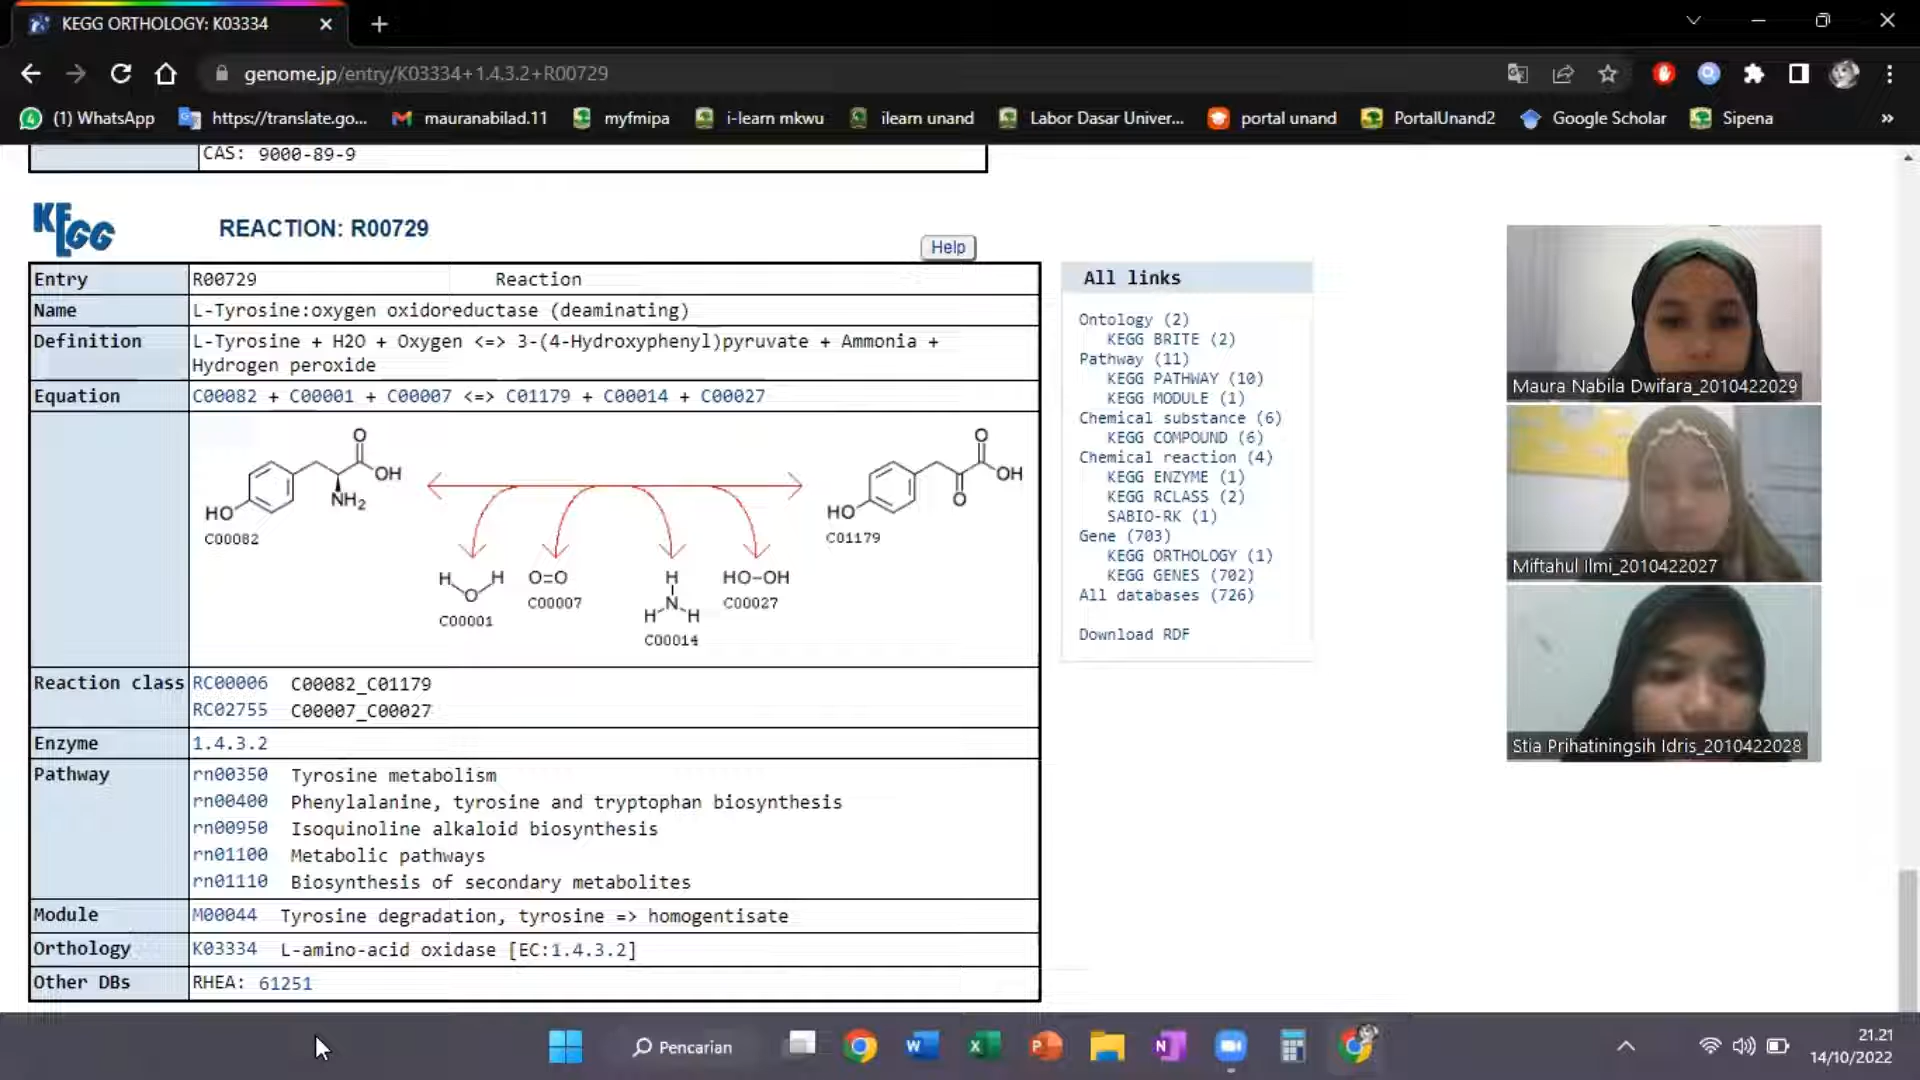 KEGG ORTHOLOGY: K03334
genome.jp/entry/K03334+1.4.3.2+R00729
(1) WhatsApp
https://translate.go...
mauranabilad.11
myfmipa
i-learn mkwu
ilearn unand
Labor Dasar Univer...
portal unand
PortalUnand2
Google Scholar
Sipena
»
CAS: 9000-89-9
KEGG
REACTION: R00729
Help
Entry R00729 Reaction
Name L-Tyrosine:oxygen oxidoreductase (deaminating)
Definition L-Tyrosine + H2O + Oxygen <=> 3-(4-Hydroxyphenyl)pyruvate + Ammonia +
Hydrogen peroxide
Equation C00082 + C00001 + C00007 <=> C01179 + C00014 + C00027
O
OH
NH2
HO
C00082
O
OH
O
HO
C01179
H H
O
C00001
O=O
C00007
H
N
H H
C00014
HO-OH
C00027
Reaction class RC00006 C00082_C01179
RC02755 C00007_C00027
Enzyme 1.4.3.2
Pathway rn00350 Tyrosine metabolism
rn00400 Phenylalanine, tyrosine and tryptophan biosynthesis
rn00950 Isoquinoline alkaloid biosynthesis
rn01100 Metabolic pathways
rn01110 Biosynthesis of secondary metabolites
Module M00044 Tyrosine degradation, tyrosine => homogentisate
Orthology K03334 L-amino-acid oxidase [EC:1.4.3.2]
Other DBs RHEA: 61251
All links
Ontology (2)
KEGG BRITE (2)
Pathway (11)
KEGG PATHWAY (10)
KEGG MODULE (1)
Chemical substance (6)
KEGG COMPOUND (6)
Chemical reaction (4)
KEGG ENZYME (1)
KEGG RCLASS (2)
SABIO-RK (1)
Gene (703)
KEGG ORTHOLOGY (1)
KEGG GENES (702)
All databases (726)
Download RDF
Maura Nabila Dwifara_2010422029
Miftahul Ilmi_2010422027
Stia Prihatiningsih Idris_2010422028
Pencarian
21.21
14/10/2022